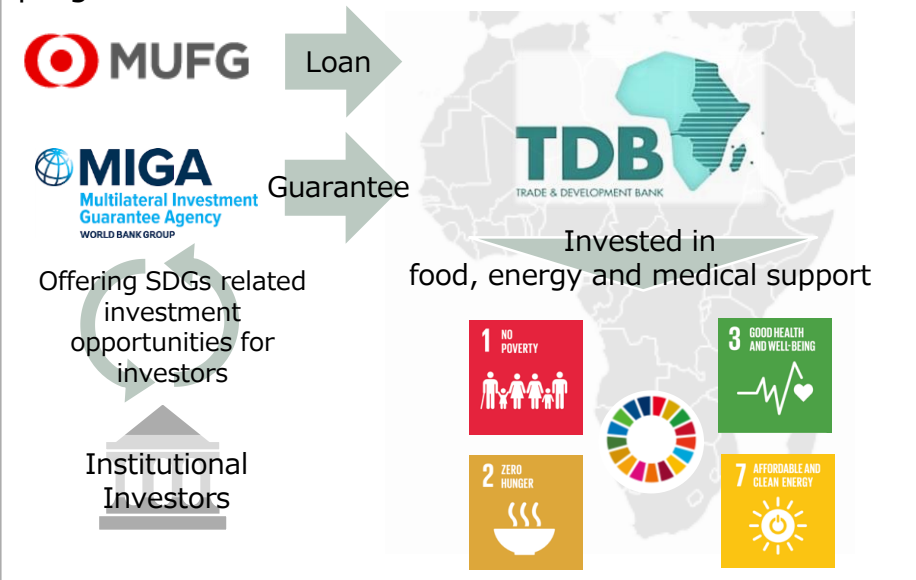 MUFG
Loan
TDB
TRADE & DEVELOPMENT BANK
MIGA
Multilateral Investment
Guarantee Agency
WORLD BANK GROUP
Guarantee
Invested in
food, energy and medical support
Offering SDGs related
investment
opportunities for
investors
Institutional
Investors
1 NO
POVERTY
3 GOOD HEALTH
AND WELL-BEING
2 ZERO
HUNGER
7 AFFORDABLE AND
CLEAN ENERGY